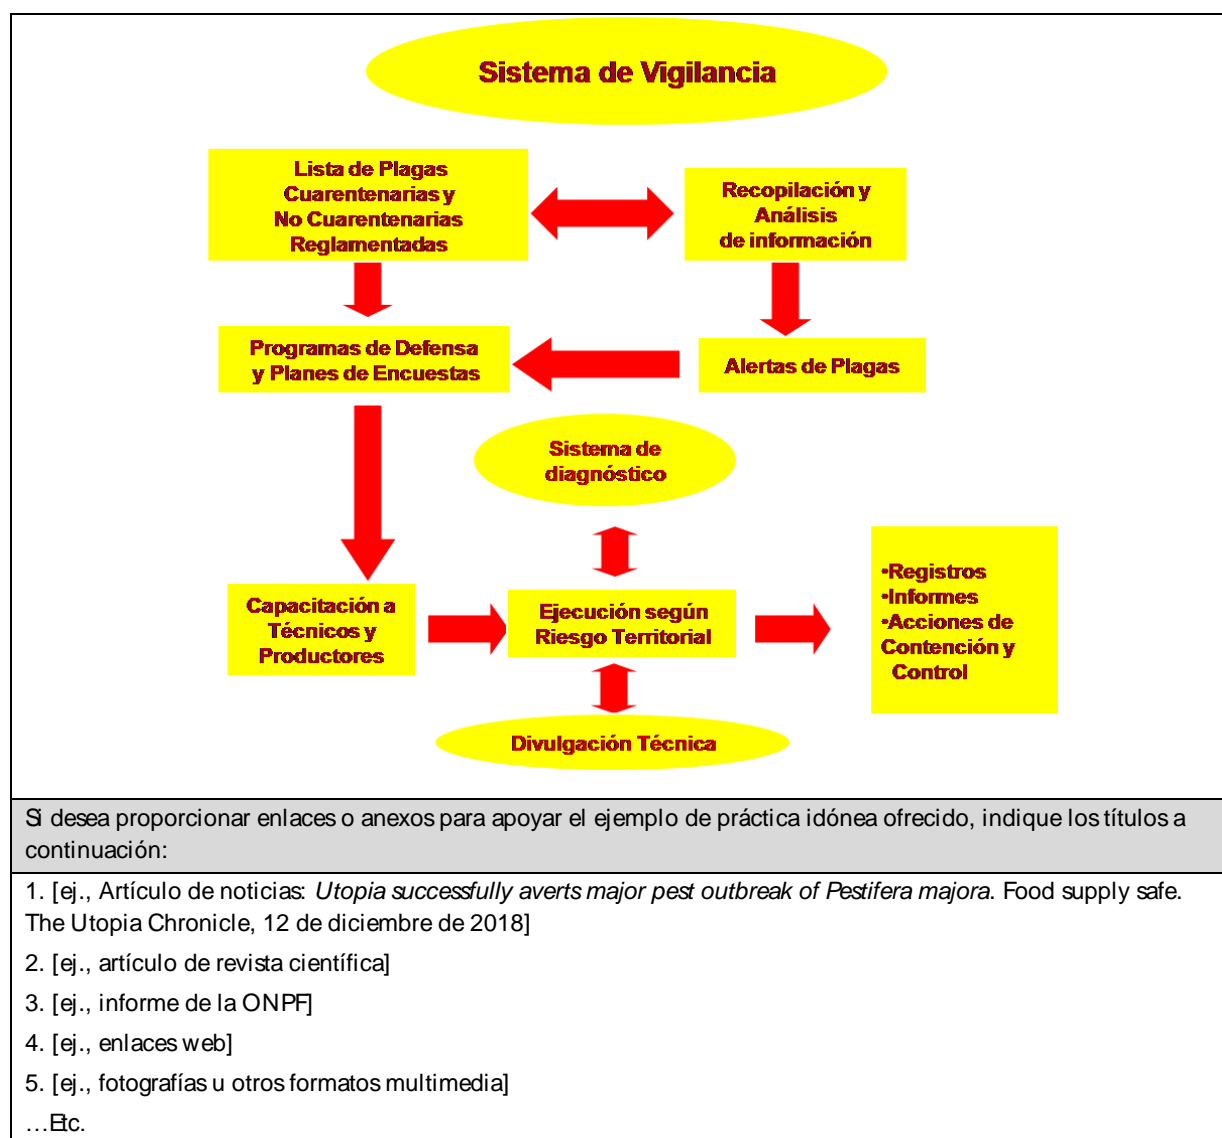 Sistema de Vigilancia
Lista de Plagas
Cuarentenarias y
No Cuarentenarias
Reglamentadas
Recopilación y
Análisis
de información
Programas de Defensa
y Planes de Encuestas
Alertas de Plagas
Sistema de
diagnóstico
Capacitación a
Técnicos y
Productores
Ejecución según
Riesgo Territorial
•Registros
•Informes
•Acciones de
Contención y
Control
Divulgación Técnica
Si desea proporcionar enlaces o anexos para apoyar el ejemplo de práctica idónea ofrecido, indique los títulos a
continuación:
1. [ej., Artículo de noticias: Utopia successfully averts major pest outbreak of Pestifera majora. Food supply safe.
The Utopia Chronicle, 12 de diciembre de 2018]
2. [ej., artículo de revista científica]
3. [ej., informe de la ONPF]
4. [ej., enlaces web]
5. [ej., fotografías u otros formatos multimedia]
…Etc.